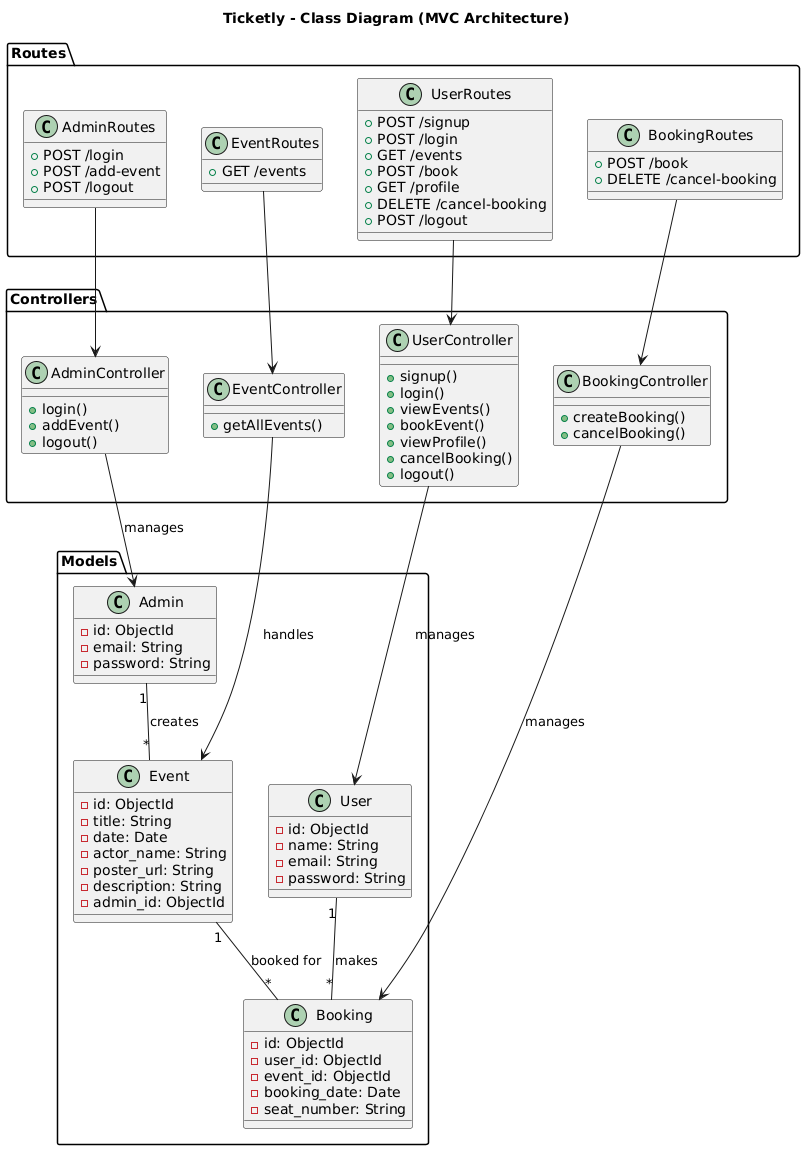 Ticketly - Class Diagram (MVC Architecture)
Routes
C AdminRoutes
POST /login
POST /add-event
POST /logout
C EventRoutes
GET /events
C UserRoutes
POST /signup
POST /login
GET /events
POST /book
GET /profile
DELETE /cancel-booking
POST /logout
C BookingRoutes
POST /book
DELETE /cancel-booking
Controllers
C AdminController
login()
addEvent()
logout()
C EventController
getAllEvents()
C UserController
signup()
login()
viewEvents()
bookEvent()
viewProfile()
cancelBooking()
logout()
C BookingController
createBooking()
cancelBooking()
manages
handles
manages
manages
Models
C Admin
id: ObjectId
email: String
password: String
1
creates
*
C Event
id: ObjectId
title: String
date: Date
actor_name: String
poster_url: String
description: String
admin_id: ObjectId
C User
id: ObjectId
name: String
email: String
password: String
1
booked for
*
1
makes
*
C Booking
id: ObjectId
user_id: ObjectId
event_id: ObjectId
booking_date: Date
seat_number: String